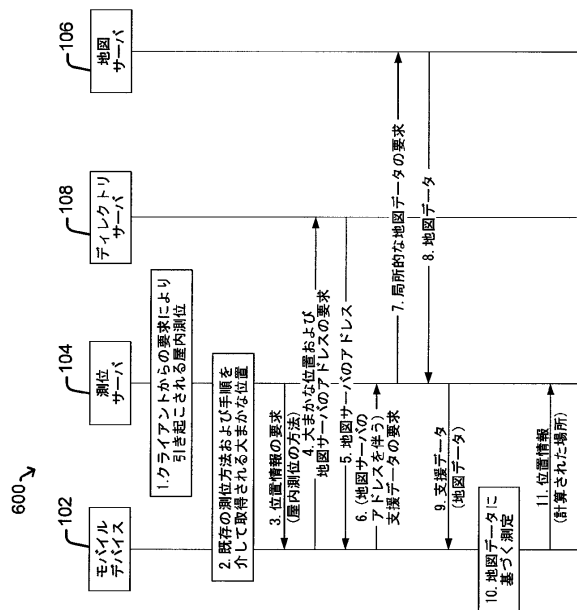 600
102
モバイル
デバイス
104
測位
サーバ
108
ディレクトリ
サーバ
106
地図
サーバ
1. クライアントからの要求により
引き起こされる屋内測位
2. 既存の測位方法および手順を
介して取得される大まかな位置
3. 位置情報の要求
(屋内測位の方法)
4. 大まかな位置および
地図サーバのアドレスの要求
5. 地図サーバのアドレス
6. (地図サーバの
アドレスを伴う)
支援データの要求
7. 局所的な地図データの要求
8. 地図データ
9. 支援データ
(地図データ)
10. 地図データに
基づく測定
11. 位置情報
(計算された場所)